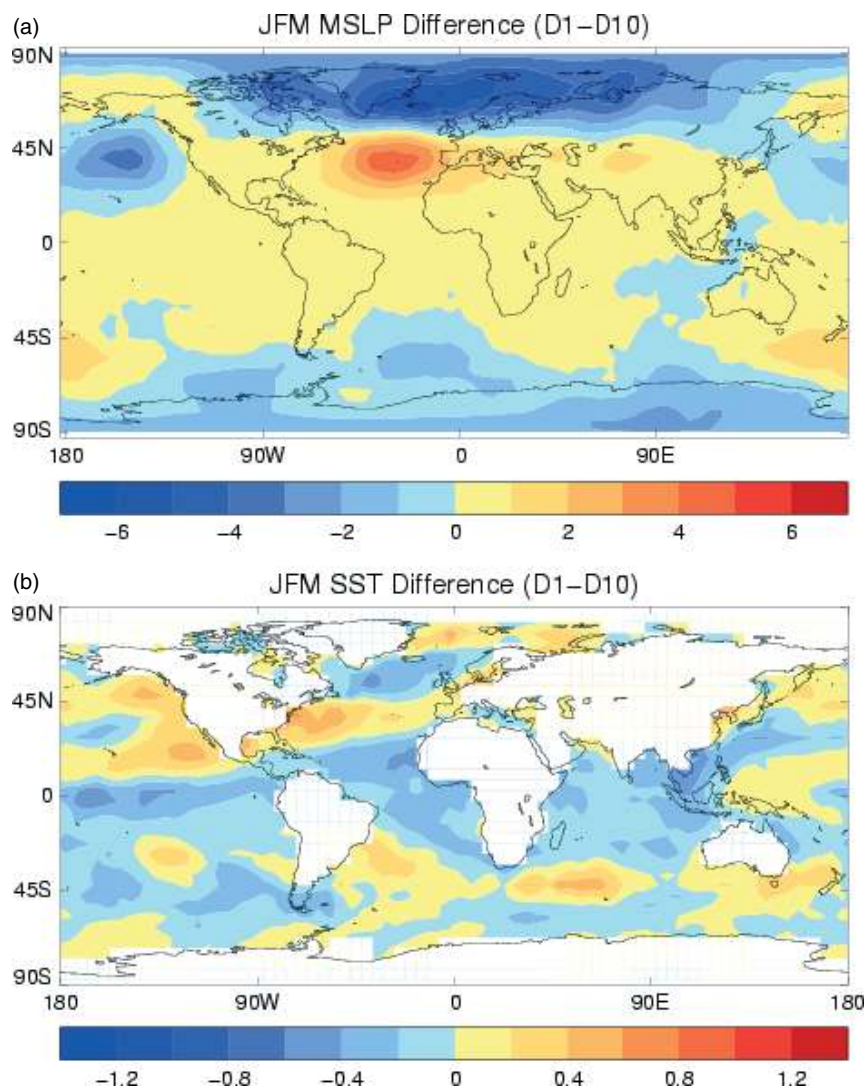 (a)
JFM MSLP Difference (D1−D10)
90N
45N
0
45S
90S
180 90W 0 90E
−6 −4 −2 0 2 4 6
(b)
JFM SST Difference (D1−D10)
90N
45N
0
45S
90S
180 90W 0 90E 180
−1.2 −0.8 −0.4 0 0.4 0.8 1.2